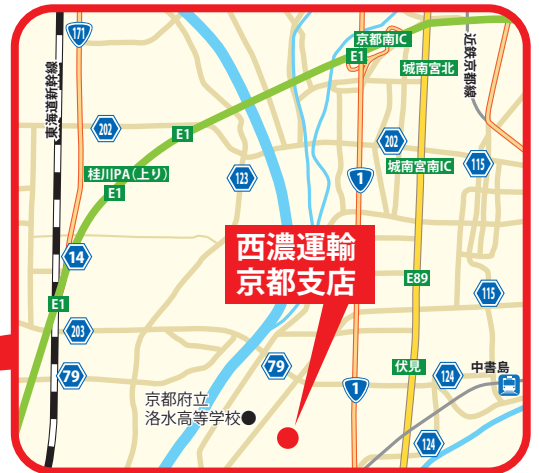 171
京都南IC
E1
城南宮北
近鉄京都線
東海道新幹線
202
E1
202
城南宮南IC
115
桂川PA(上り)
E1
123
1
西濃運輸
京都支店
14
E89
115
E1
203
79
79
1
伏見
124
中書島
京都府立
洛水高等学校
124